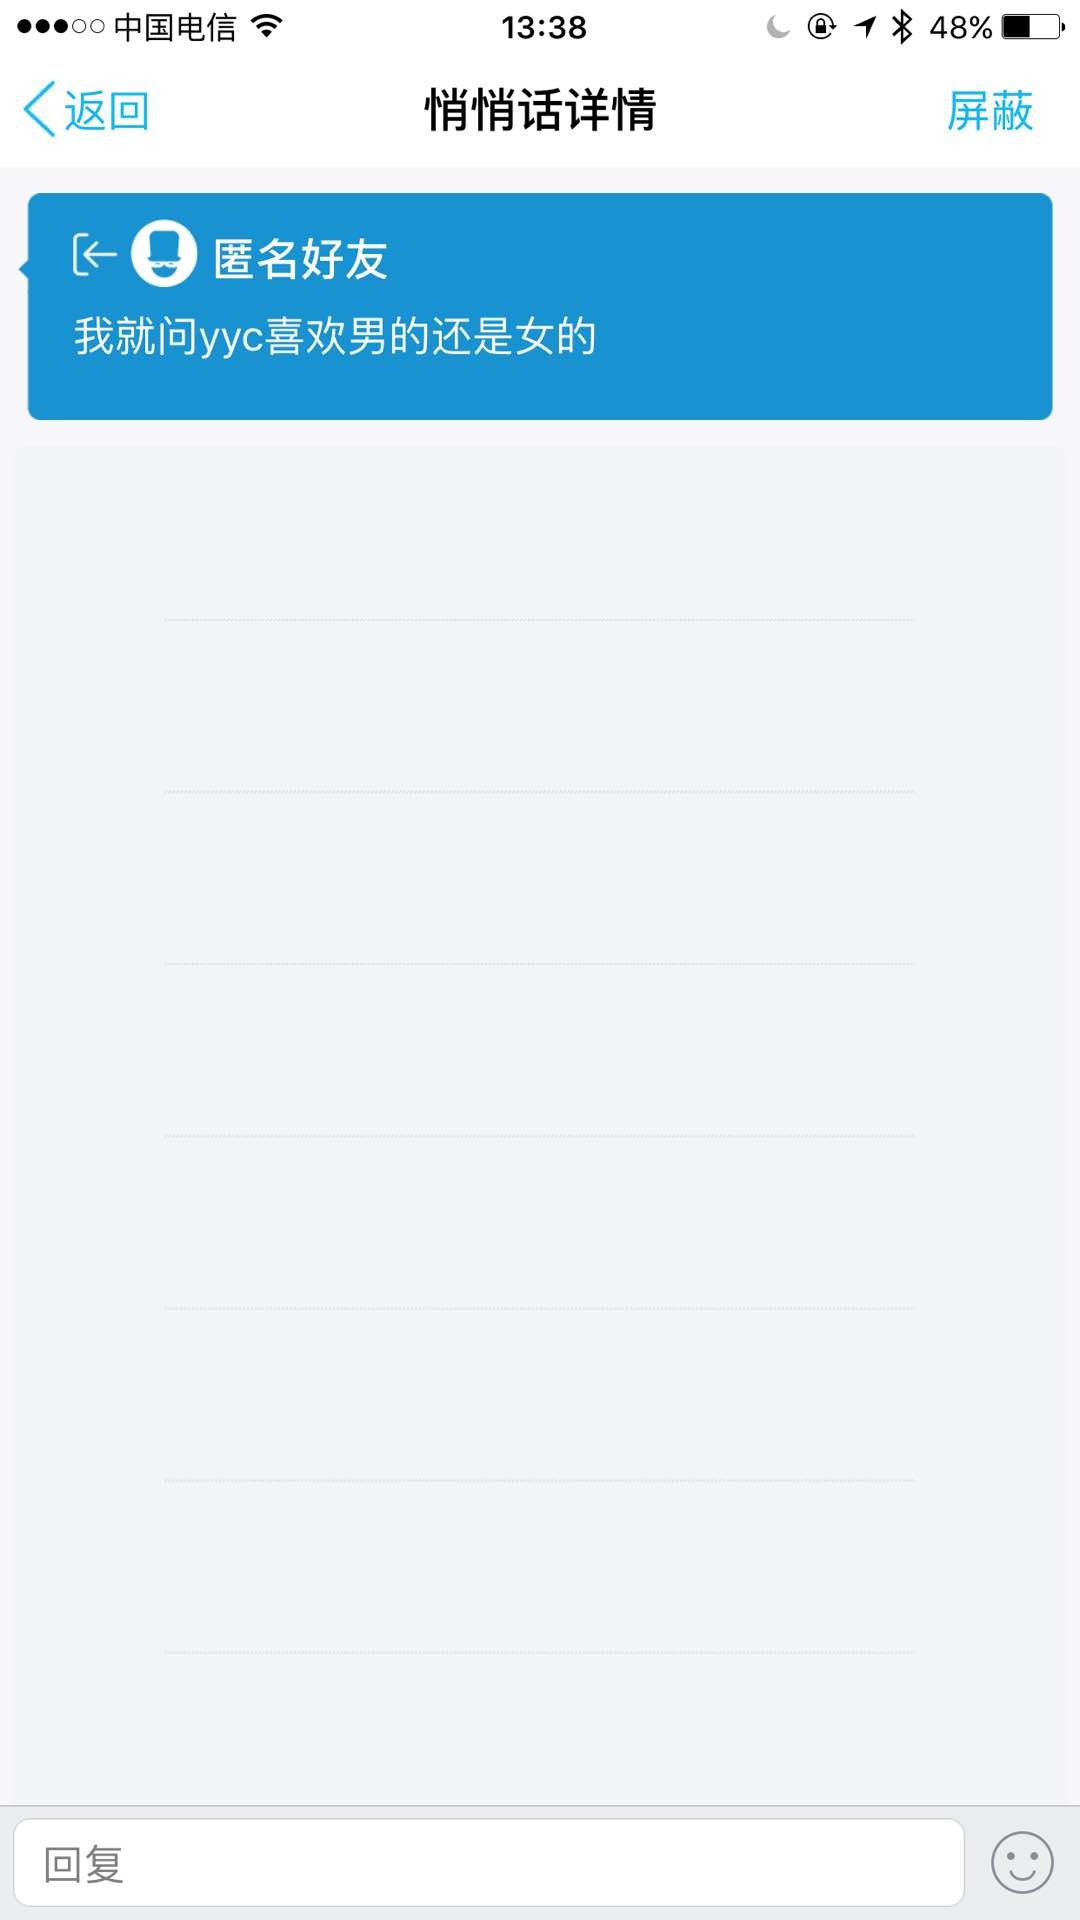 中国电信 13:38 48%
返回 悄悄话详情 屏蔽
匿名好友
我就问yyc喜欢男的还是女的
回复